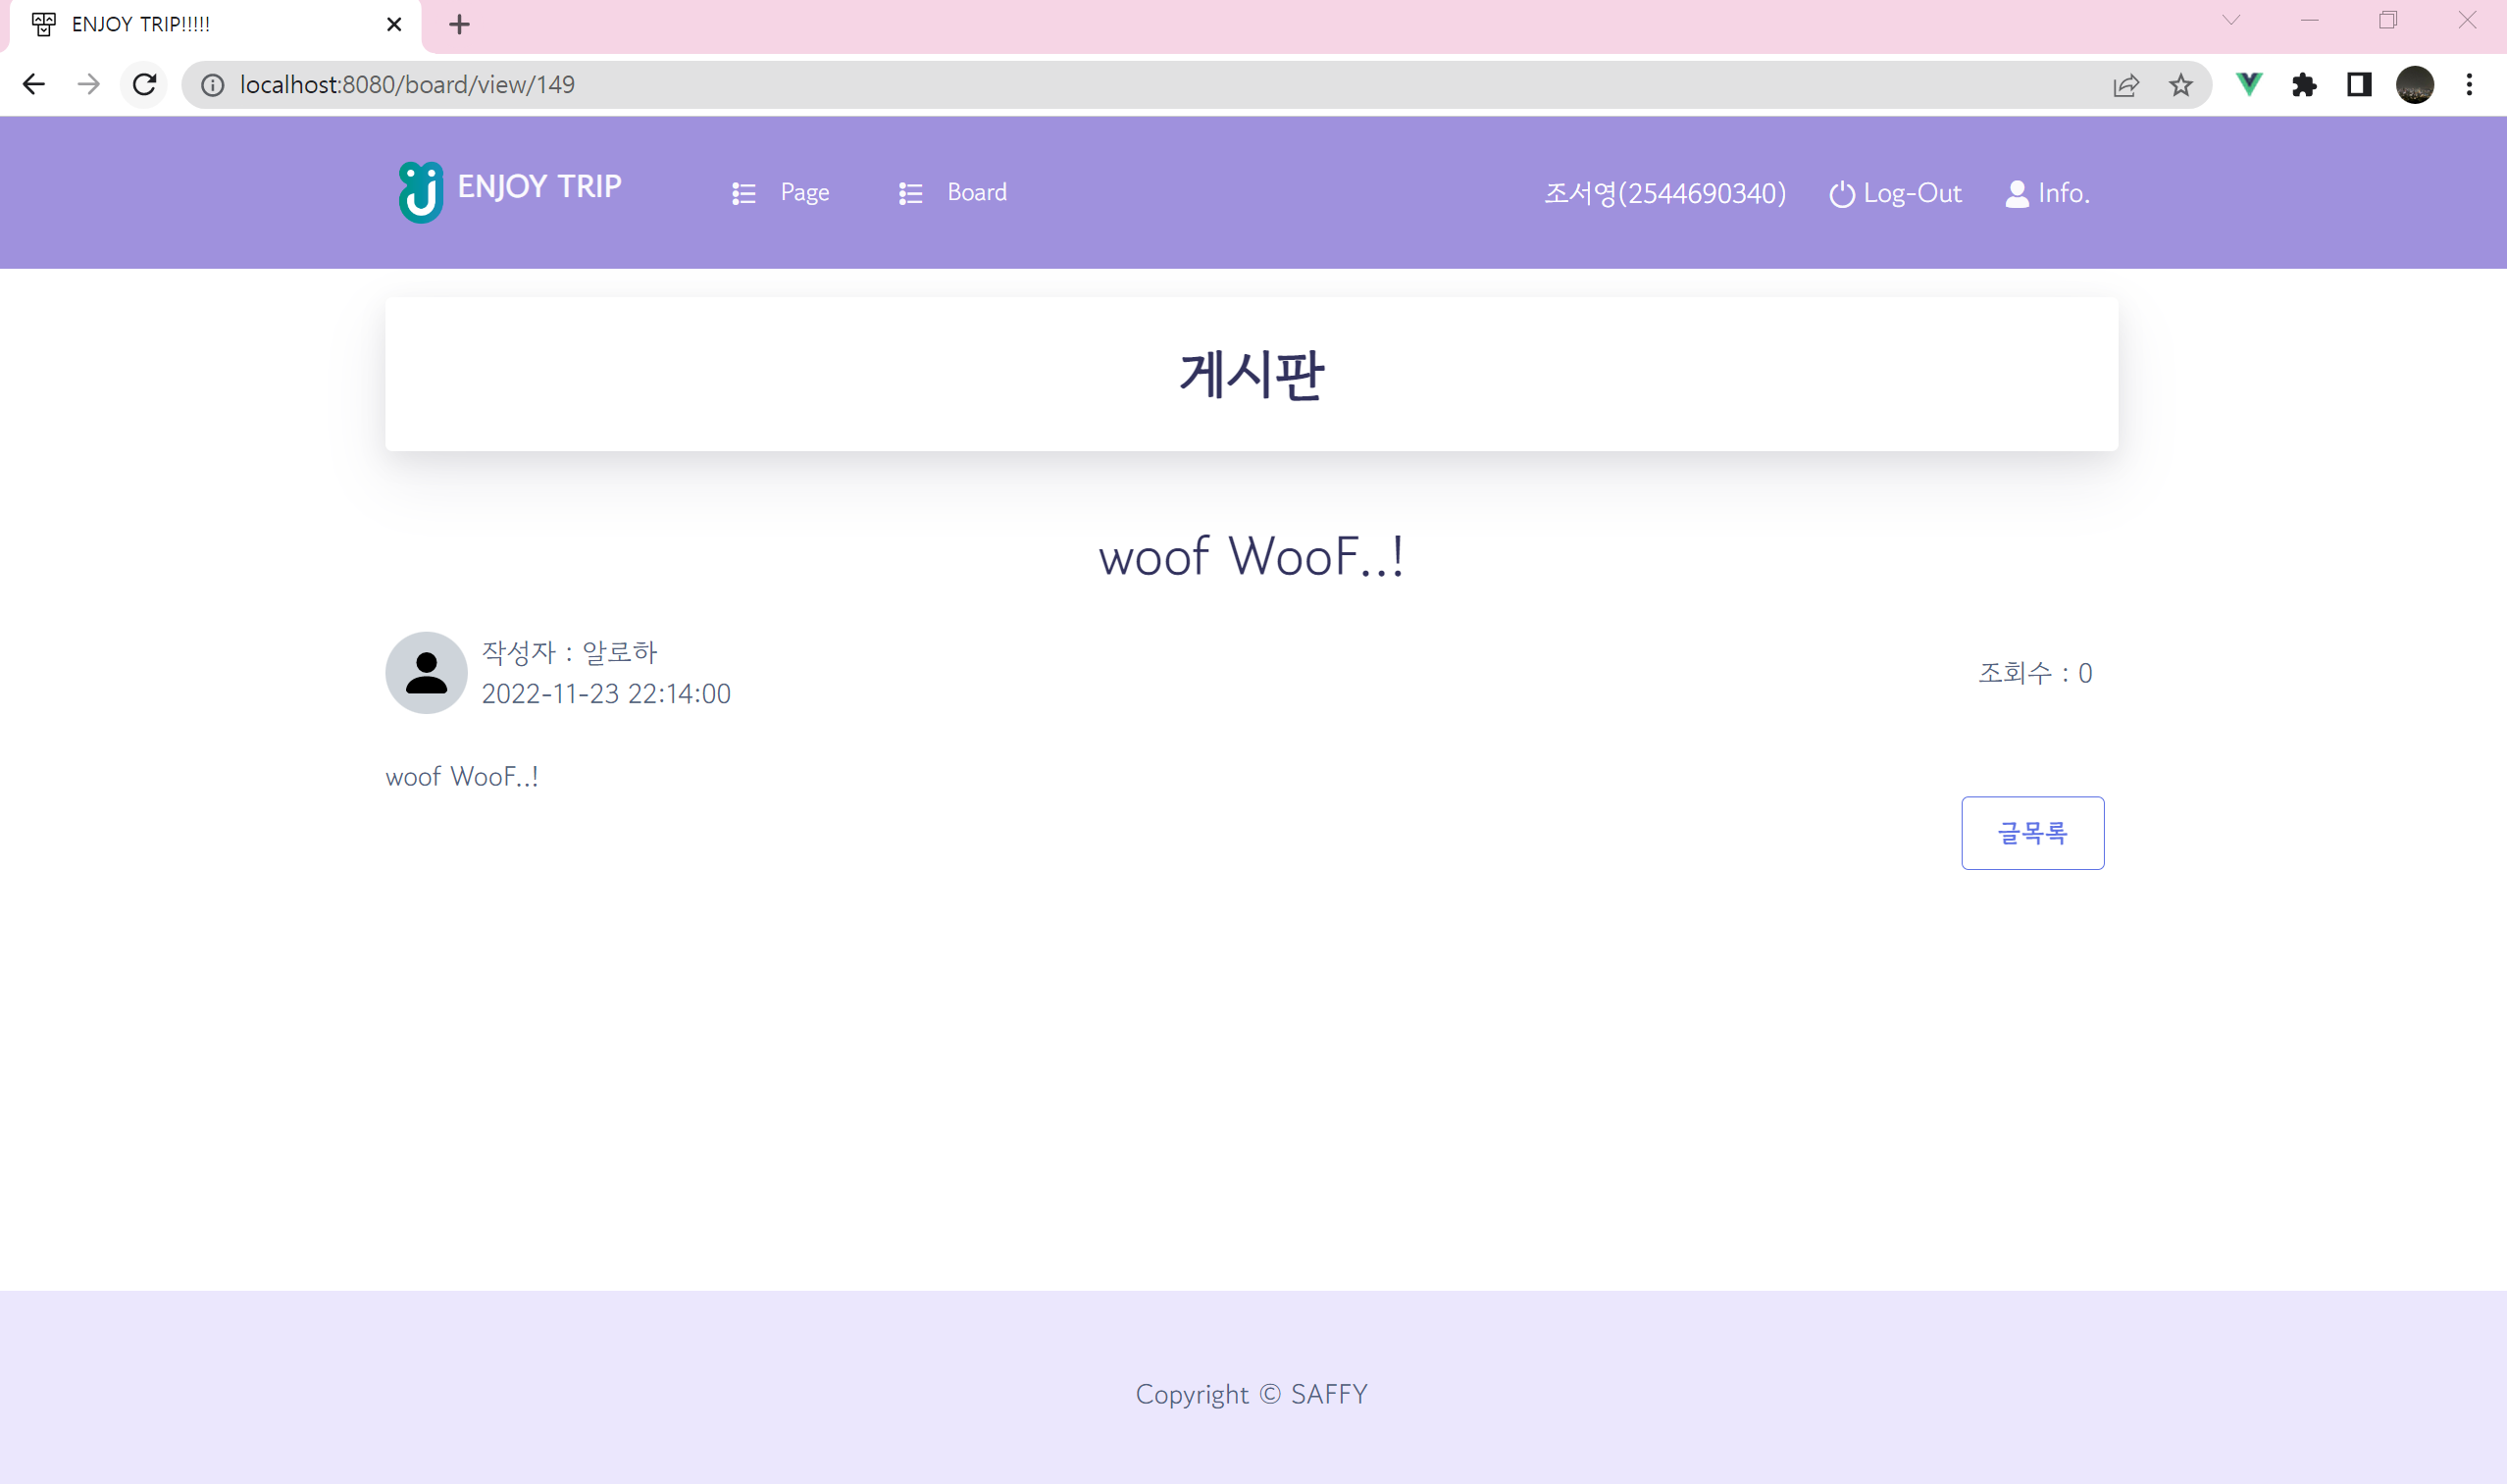 ENJOY TRIP!!!!!
localhost:8080/board/view/149
ENJOY TRIP
Page
Board
조서영(2544690340)
Log-Out
Info.
게시판
woof WooF..!
작성자 : 알로하
2022-11-23 22:14:00
조회수 : 0
woof WooF..!
글목록
Copyright © SAFFY